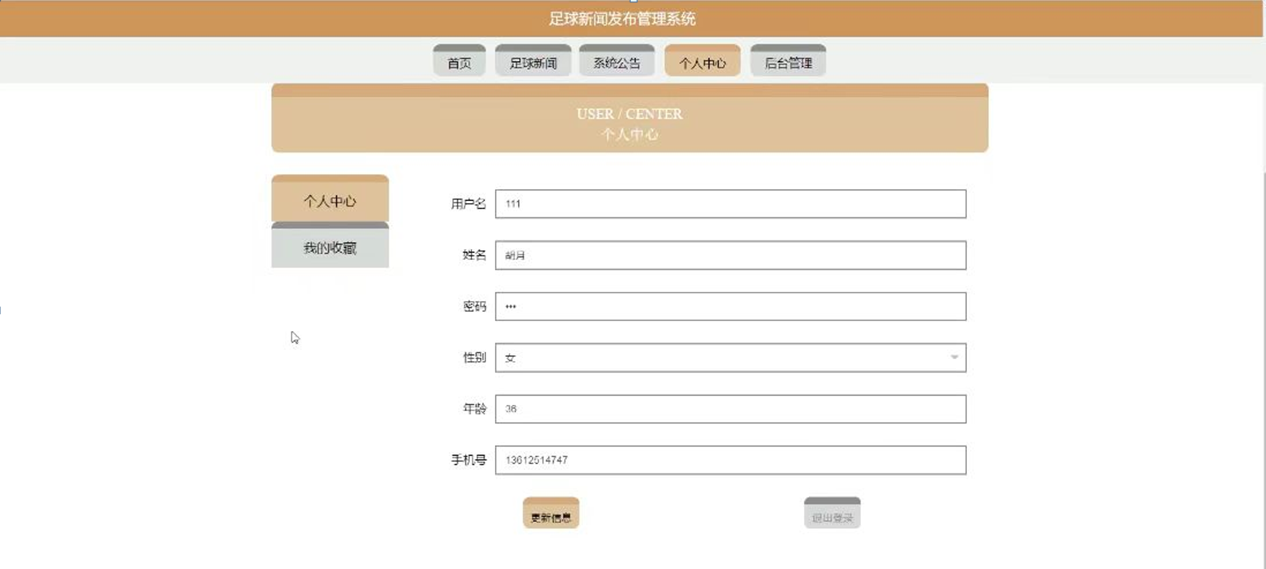 足球新闻发布管理系统
首页 足球新闻 系统公告 个人中心 后台管理
USER / CENTER
个人中心
个人中心
我的收藏
用户名 111
姓名 胡月
密码 •••
性别 女
年龄 36
手机号 13612514747
更新信息 退出登录